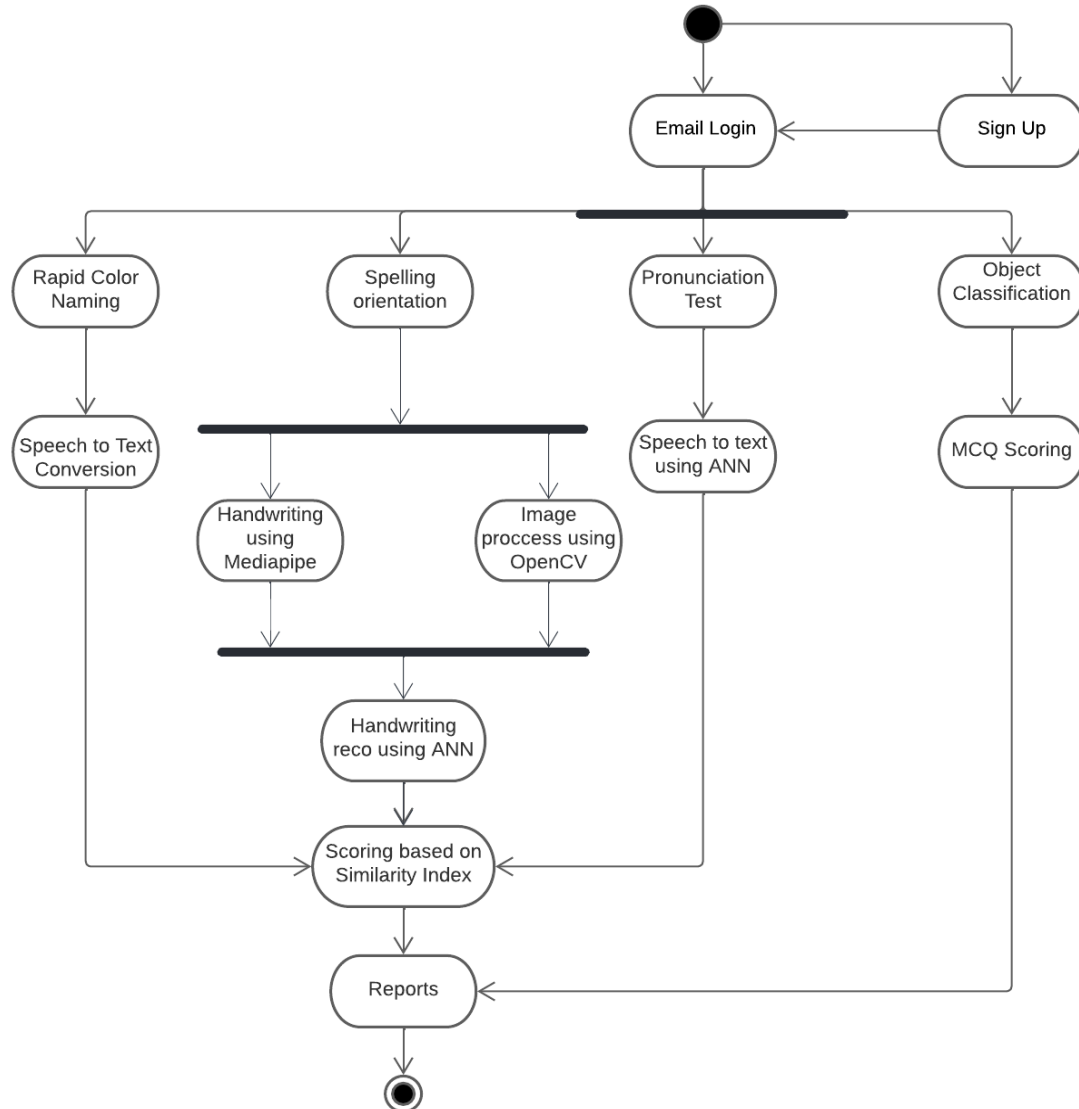 Email Login
Sign Up
Rapid Color
Naming
Spelling
orientation
Pronunciation
Test
Object
Classification
Speech to Text
Conversion
Speech to text
using ANN
MCQ Scoring
Handwriting
using
Mediapipe
Image
proccess using
OpenCV
Handwriting
reco using ANN
Scoring based on
Similarity Index
Reports